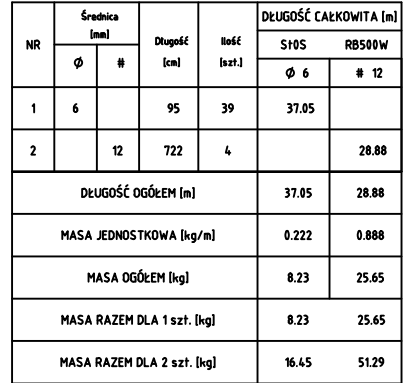 NR Średnica [mm] Długość [cm] Ilość [szt.] DŁUGOŚĆ CAŁKOWITA [m]
St0S RB500W
Ø # Ø 6 # 12
1 6 95 39 37.05
2 12 722 4 28.88
DŁUGOŚĆ OGÓŁEM [m] 37.05 28.88
MASA JEDNOSTKOWA [kg/m] 0.222 0.888
MASA OGÓŁEM [kg] 8.23 25.65
MASA RAZEM DLA 1 szt. [kg] 8.23 25.65
MASA RAZEM DLA 2 szt. [kg] 16.45 51.29